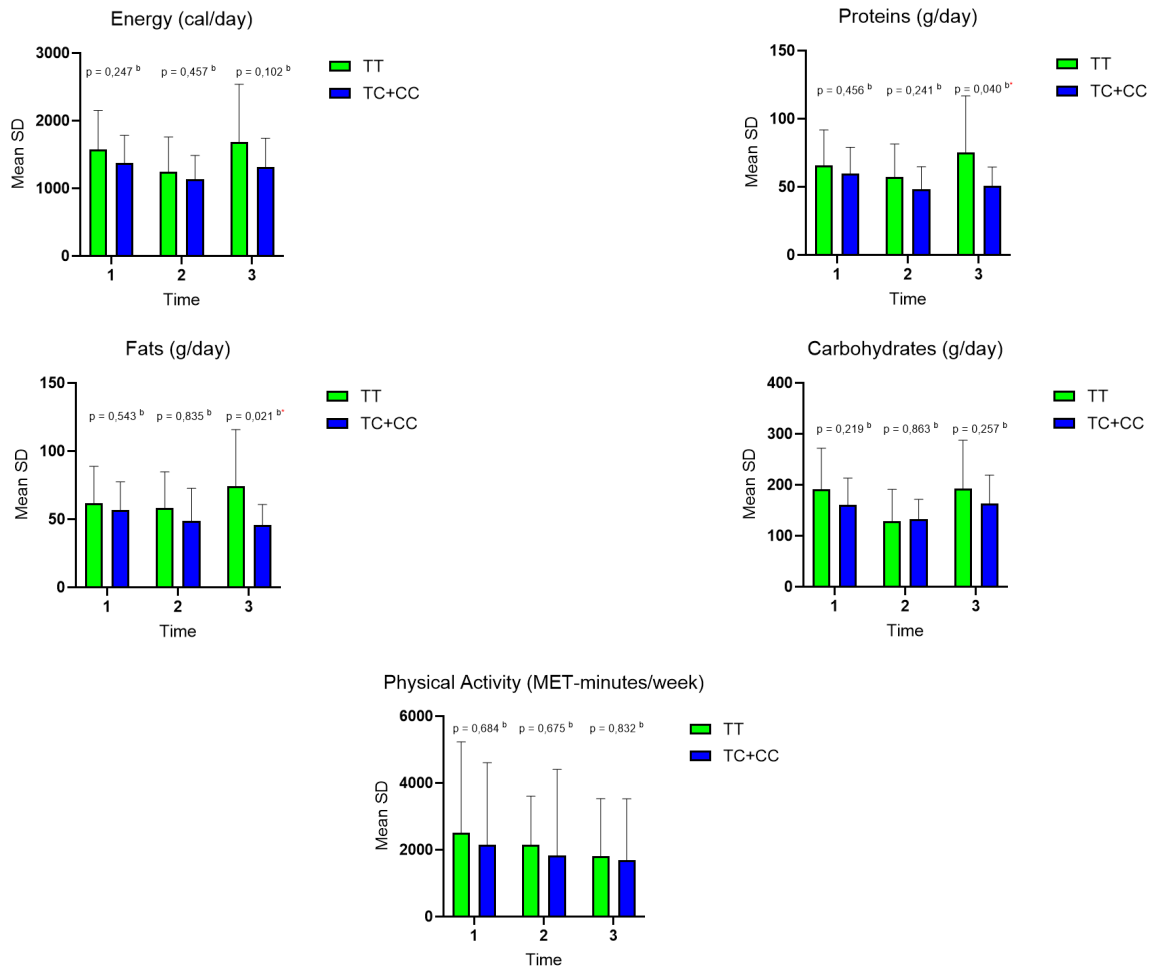 Energy (cal/day)
3000
2000
1000
0
Mean SD
p = 0,247 b
p = 0,457 b
p = 0,102 b
1
2
3
Time
TT
TC+CC
Proteins (g/day)
150
100
50
0
Mean SD
p = 0,456 b
p = 0,241 b
p = 0,040 b*
1
2
3
Time
TT
TC+CC
Fats (g/day)
150
100
50
0
Mean SD
p = 0,543 b
p = 0,835 b
p = 0,021 b*
1
2
3
Time
TT
TC+CC
Carbohydrates (g/day)
400
300
200
100
0
Mean SD
p = 0,219 b
p = 0,863 b
p = 0,257 b
1
2
3
Time
TT
TC+CC
Physical Activity (MET-minutes/week)
6000
4000
2000
0
Mean SD
p = 0,684 b
p = 0,675 b
p = 0,832 b
1
2
3
Time
TT
TC+CC